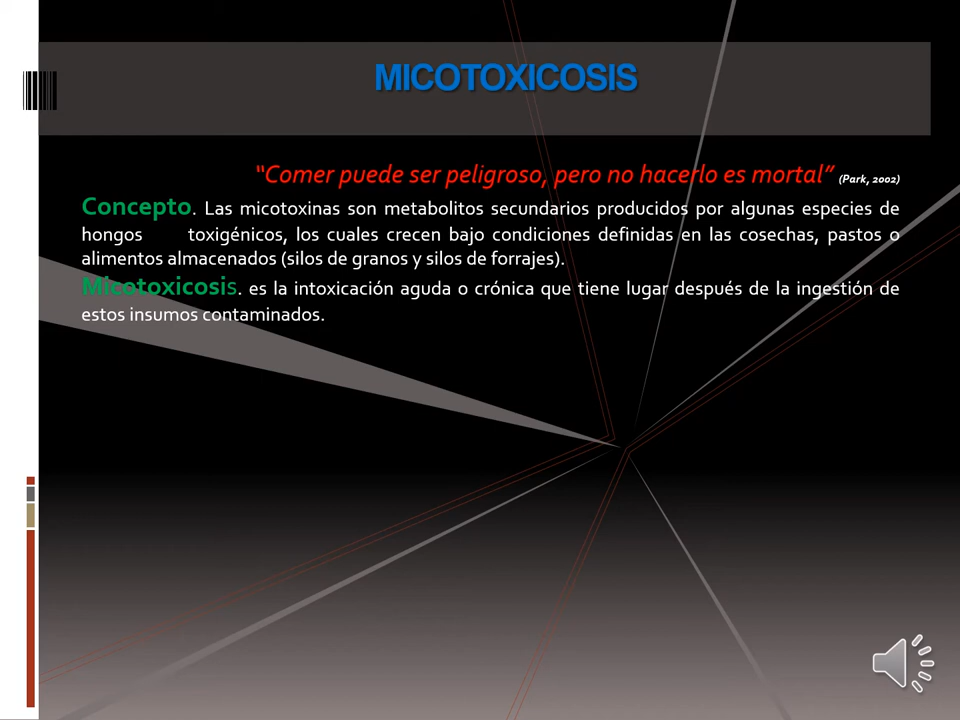 MICOTOXICOSIS
“Comer puede ser peligroso, pero no hacerlo es mortal” (Park, 2002)
Concepto. Las micotoxinas son metabolitos secundarios producidos por algunas especies de
hongos toxigénicos, los cuales crecen bajo condiciones definidas en las cosechas, pastos o
alimentos almacenados (silos de granos y silos de forrajes).
Micotoxicosis. es la intoxicación aguda o crónica que tiene lugar después de la ingestión de
estos insumos contaminados.